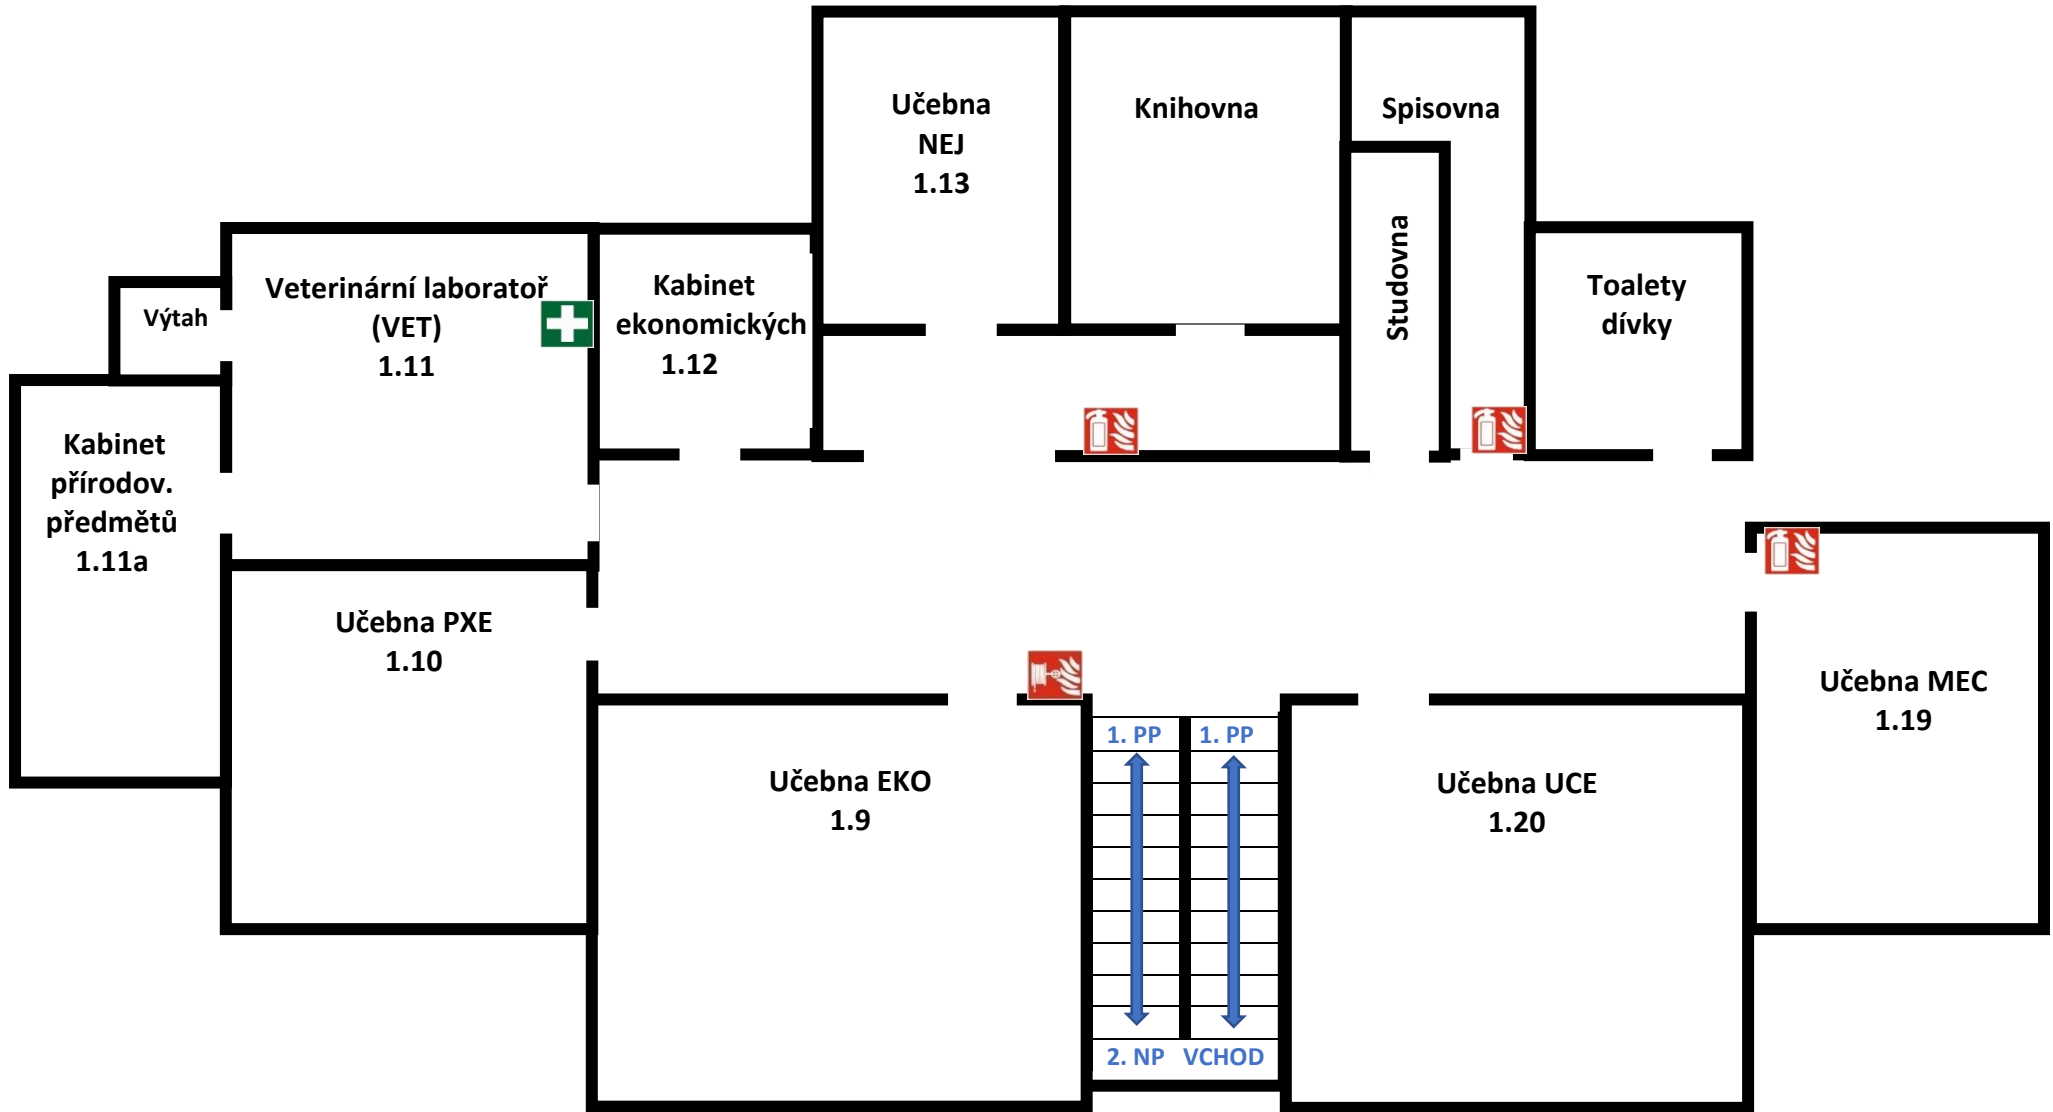 Učebna
NEJ
1.13
Knihovna
Spisovna
Studovna
Toalety
dívky
Výtah
Veterinární laboratoř
(VET)
1.11
Kabinet
ekonomických
1.12
Kabinet
přírodov.
předmětů
1.11a
Učebna PXE
1.10
Učebna MEC
1.19
Učebna EKO
1.9
1. PP
1. PP
Učebna UCE
1.20
2. NP
VCHOD